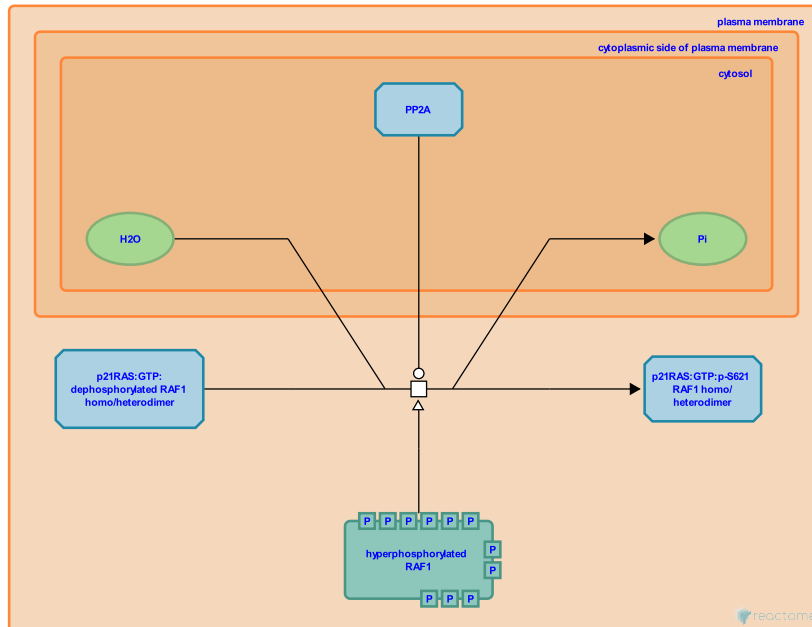 plasma membrane
cytoplasmic side of plasma membrane
cytosol
PP2A
H2O
Pi
p21RAS:GTP:
dephosphorylated RAF1
homo/heterodimer
p21RAS:GTP:p-S621
RAF1 homo/
heterodimer
P P P P P P
hyperphosphorylated
RAF1
P
P
P P P
reactome